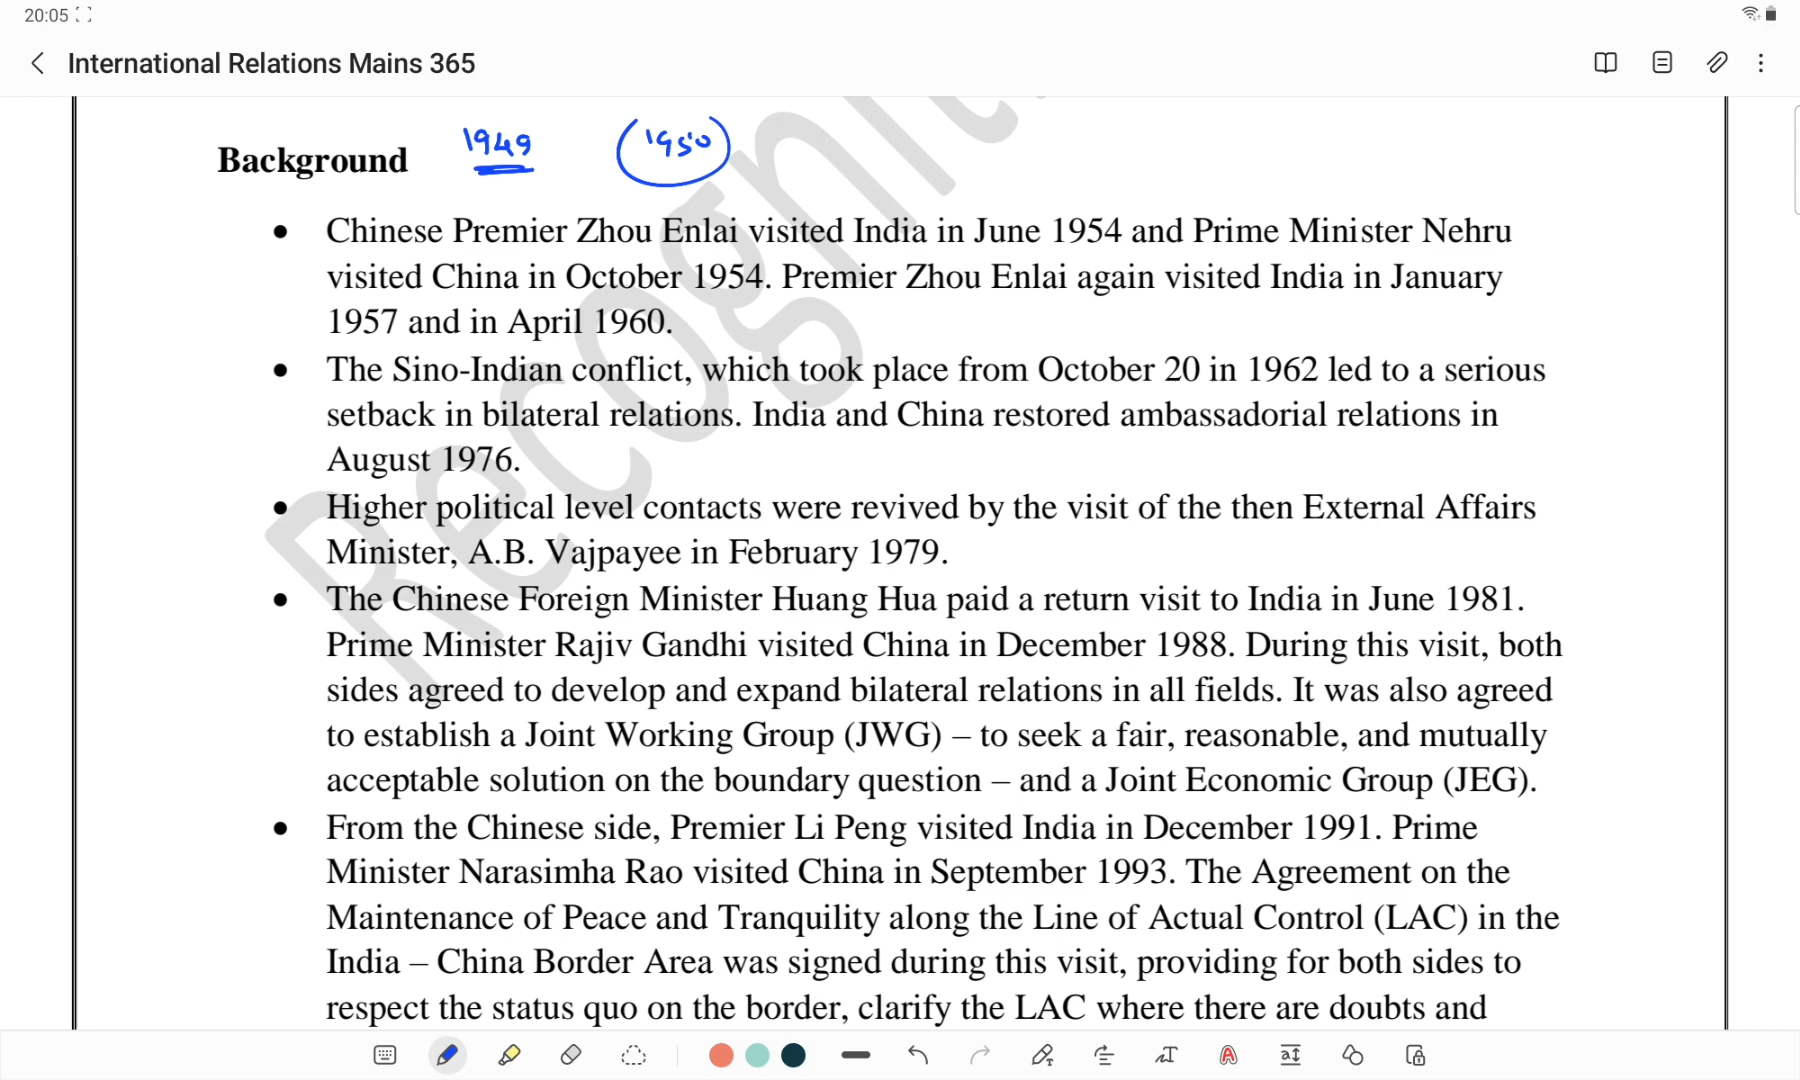 20:05
International Relations Mains 365
Background 1949 (1950)
• Chinese Premier Zhou Enlai visited India in June 1954 and Prime Minister Nehru
visited China in October 1954. Premier Zhou Enlai again visited India in January
1957 and in April 1960.
• The Sino-Indian conflict, which took place from October 20 in 1962 led to a serious
setback in bilateral relations. India and China restored ambassadorial relations in
August 1976.
• Higher political level contacts were revived by the visit of the then External Affairs
Minister, A.B. Vajpayee in February 1979.
• The Chinese Foreign Minister Huang Hua paid a return visit to India in June 1981.
Prime Minister Rajiv Gandhi visited China in December 1988. During this visit, both
sides agreed to develop and expand bilateral relations in all fields. It was also agreed
to establish a Joint Working Group (JWG) – to seek a fair, reasonable, and mutually
acceptable solution on the boundary question – and a Joint Economic Group (JEG).
• From the Chinese side, Premier Li Peng visited India in December 1991. Prime
Minister Narasimha Rao visited China in September 1993. The Agreement on the
Maintenance of Peace and Tranquility along the Line of Actual Control (LAC) in the
India – China Border Area was signed during this visit, providing for both sides to
respect the status quo on the border, clarify the LAC where there are doubts and